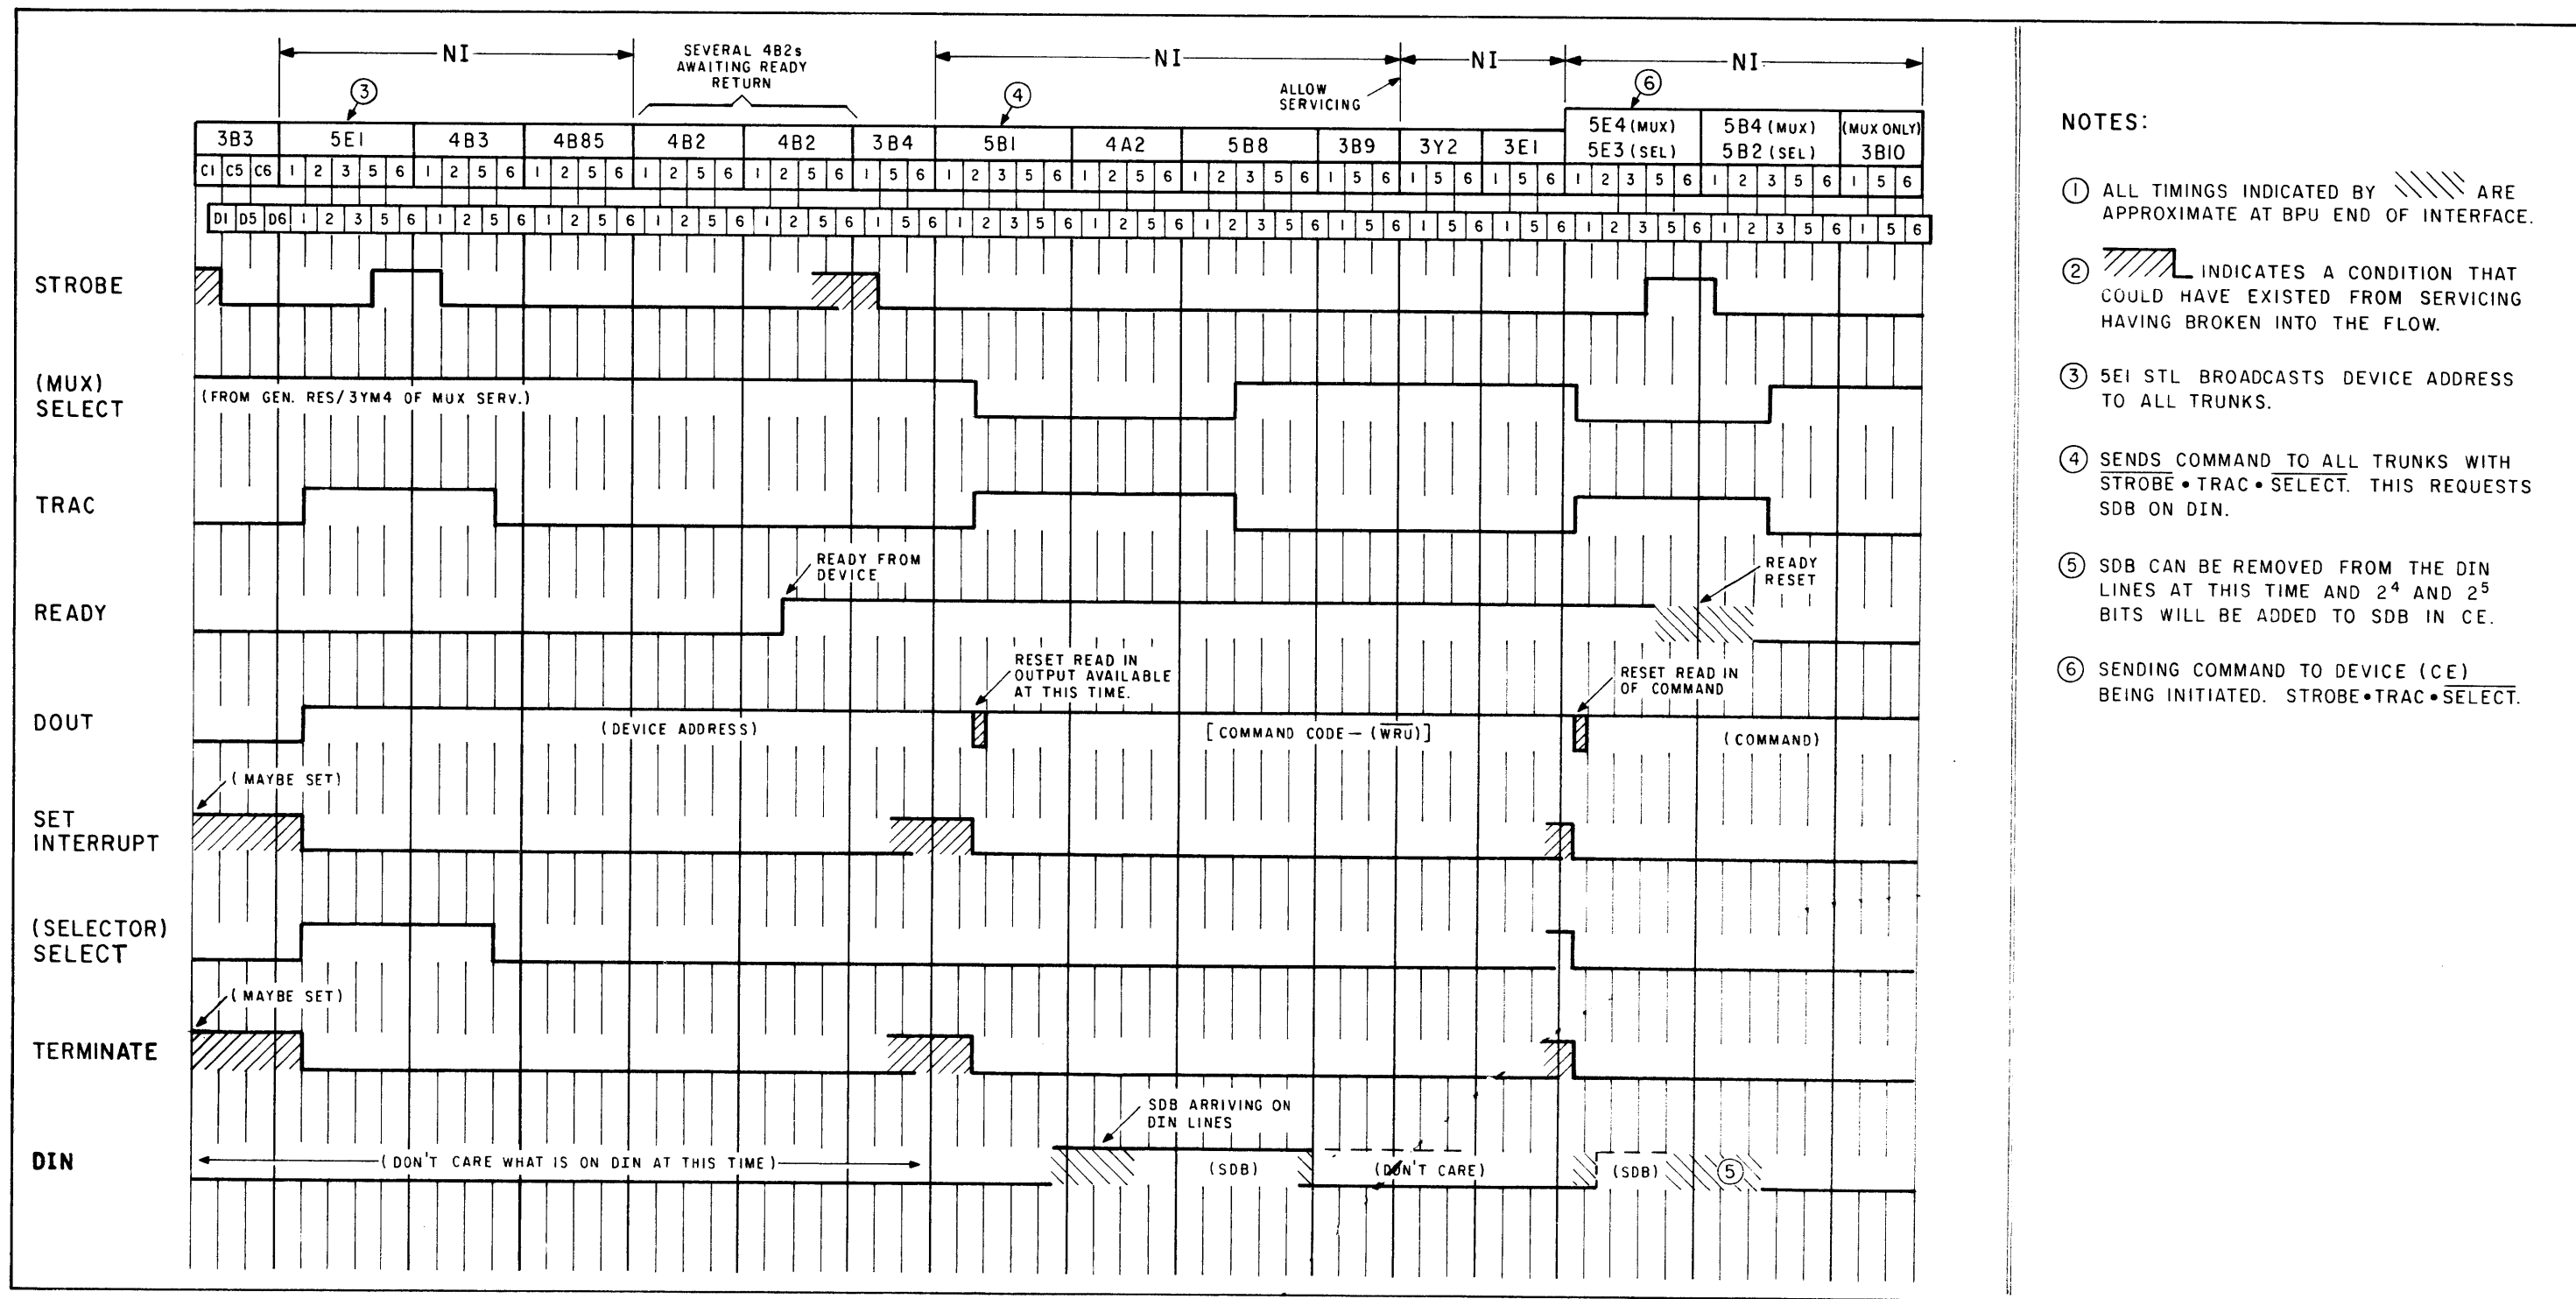 NI
SEVERAL 4B2s
AWAITING READY
RETURN
NI
NI
NI
ALLOW
SERVICING
3
4
6
3B3 5E1 4B3 4B85 4B2 4B2 3B4 5B1 4A2 5B8 3B9 3Y2 3E1 5E4 (MUX) 5B4 (MUX) (MUX ONLY)
5E3 (SEL) 5B2 (SEL) 3B10
C1 C5 C6 1 2 3 5 6 1 2 5 6 1 2 5 6 1 2 5 6 1 2 5 6 1 5 6 1 2 3 5 6 1 2 5 6 1 2 3 5 6 1 5 6 1 5 6 1 5 6 1 2 3 5 6 1 2 3 5 6 1 5 6
D1 D5 D6 1 2 3 5 6 1 2 5 6 1 2 5 6 1 2 5 6 1 2 5 6 1 5 6 1 2 3 5 6 1 2 5 6 1 2 3 5 6 1 5 6 1 5 6 1 5 6 1 2 3 5 6 1 2 3 5 6 1 5 6
STROBE
(MUX)
SELECT
(FROM GEN. RES/3YM4 OF MUX SERV.)
TRAC
READY FROM
DEVICE
READY
RESET
READY
RESET READ IN
OUTPUT AVAILABLE
AT THIS TIME.
RESET READ IN
OF COMMAND
DOUT
(DEVICE ADDRESS)
[COMMAND CODE — (WRU)]
(COMMAND)
(MAYBE SET)
SET
INTERRUPT
(SELECTOR)
SELECT
(MAYBE SET)
TERMINATE
SDB ARRIVING ON
DIN LINES
DIN
(DON'T CARE WHAT IS ON DIN AT THIS TIME)
(SDB)
(DON'T CARE)
(SDB)
5
NOTES:
1 ALL TIMINGS INDICATED BY ARE
APPROXIMATE AT BPU END OF INTERFACE.
2 INDICATES A CONDITION THAT
COULD HAVE EXISTED FROM SERVICING
HAVING BROKEN INTO THE FLOW.
3 5E1 STL BROADCASTS DEVICE ADDRESS
TO ALL TRUNKS.
4 SENDS COMMAND TO ALL TRUNKS WITH
STROBE • TRAC • SELECT. THIS REQUESTS
SDB ON DIN.
5 SDB CAN BE REMOVED FROM THE DIN
LINES AT THIS TIME AND 2⁴ AND 2⁵
BITS WILL BE ADDED TO SDB IN CE.
6 SENDING COMMAND TO DEVICE (CE)
BEING INITIATED. STROBE•TRAC•SELECT.